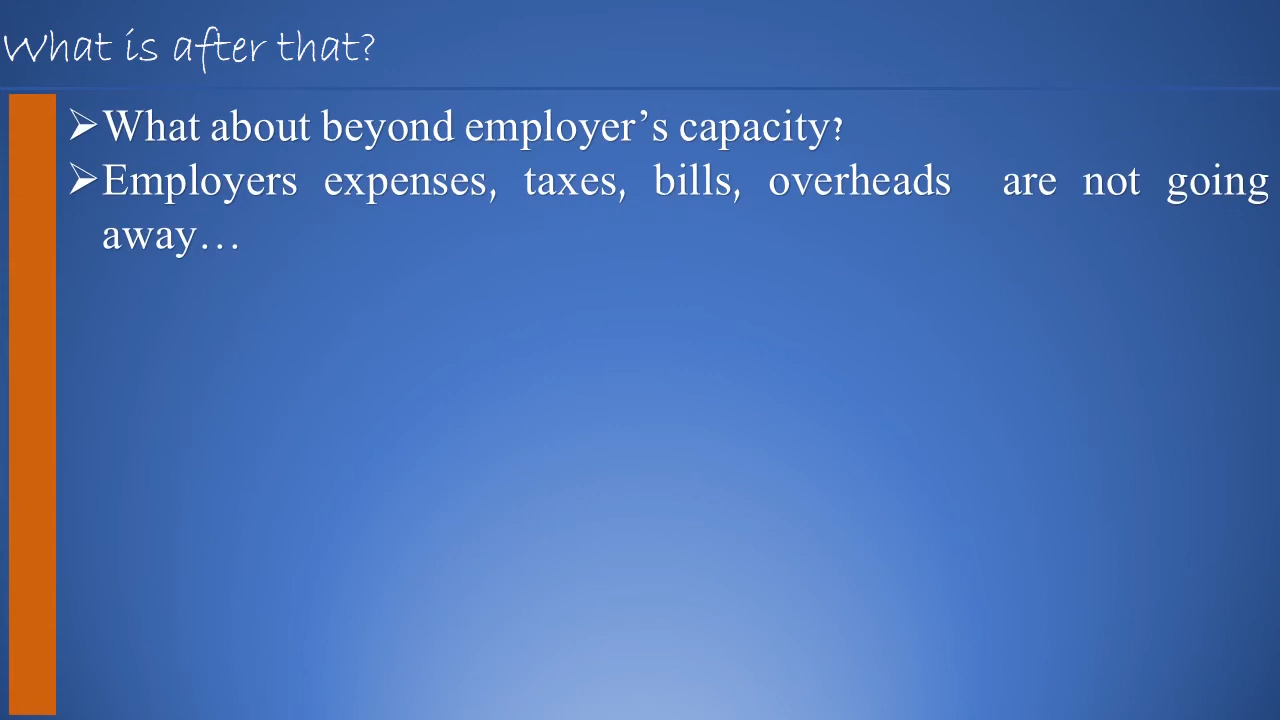 What is after that?
➢What about beyond employer’s capacity?
➢Employers expenses, taxes, bills, overheads are not going
away…